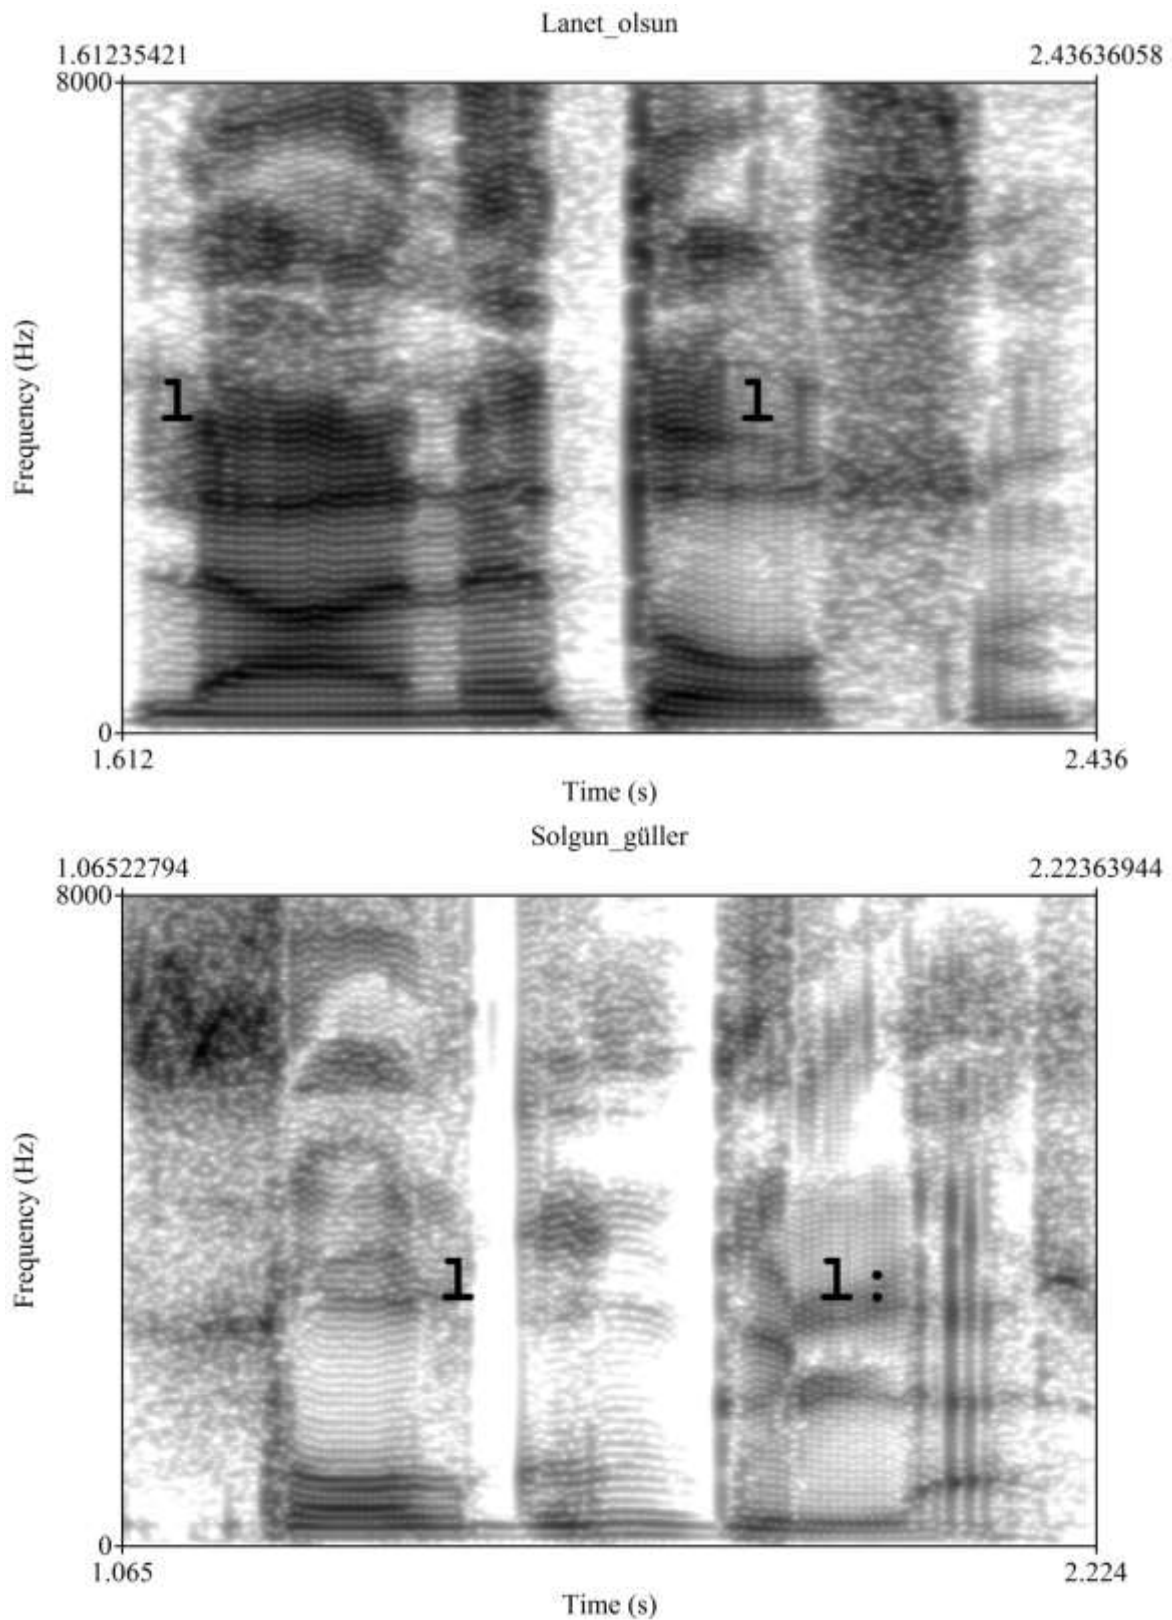 Lanet_olsun
1.61235421 2.43636058
8000
Frequency (Hz)
l l
0
1.612 2.436
Time (s)
Solgun_güller
1.06522794 2.22363944
8000
Frequency (Hz)
l l:
0
1.065 2.224
Time (s)